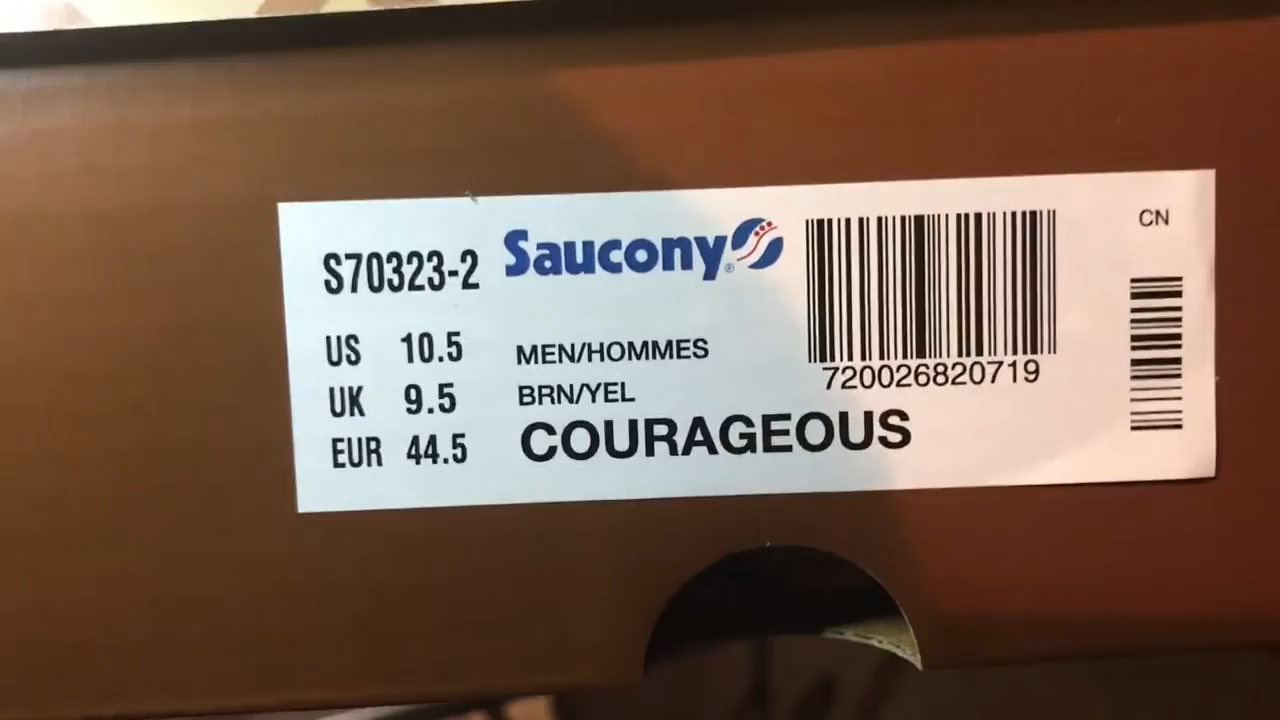 S70323-2 Saucony®
CN
US 10.5 MEN/HOMMES
720026820719
UK 9.5 BRN/YEL
EUR 44.5 COURAGEOUS